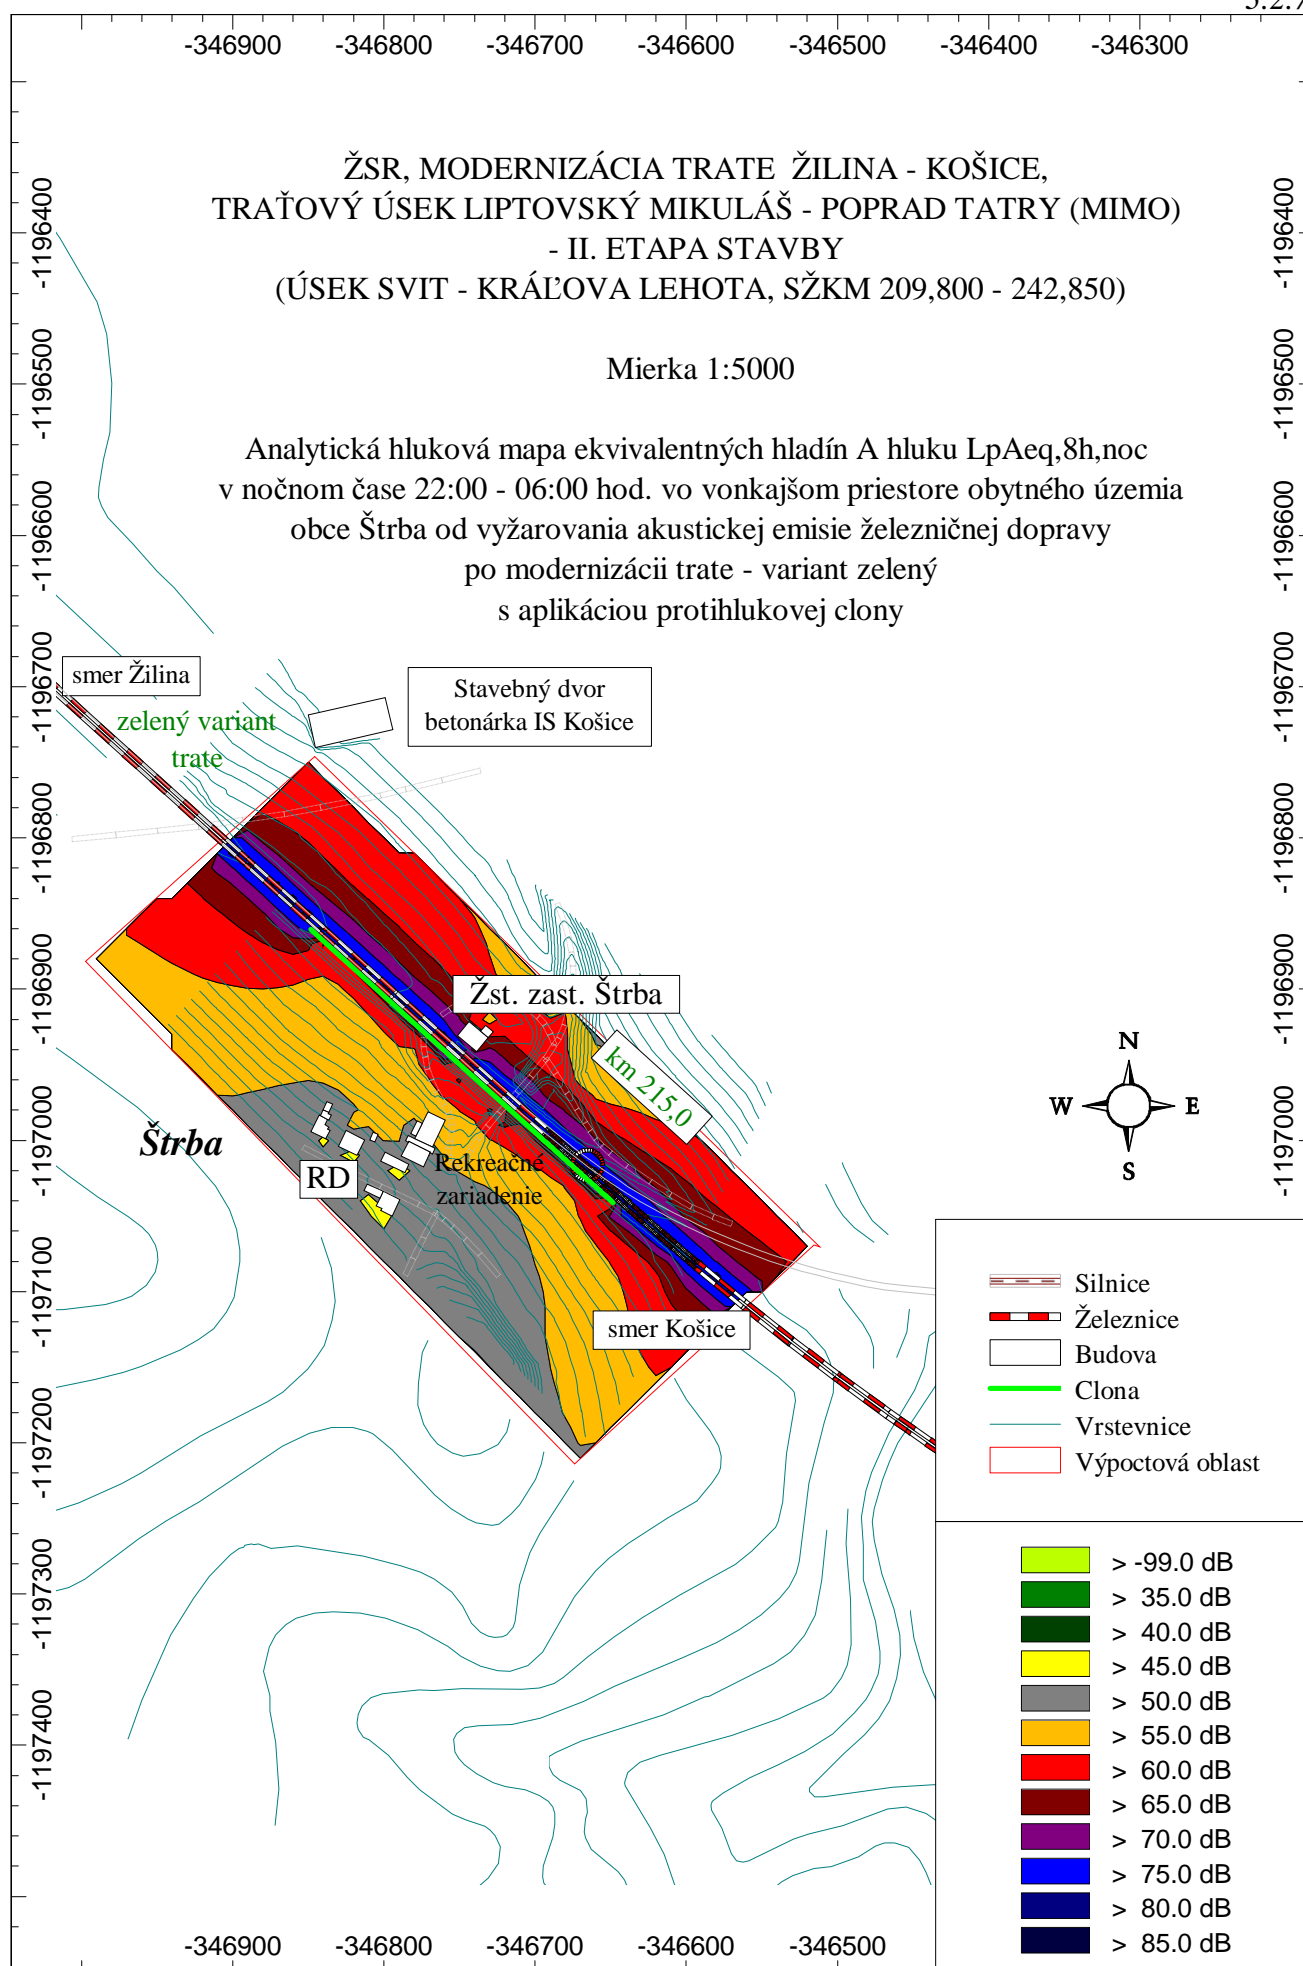 -346900 -346800 -346700 -346600 -346500 -346400 -346300
ŽSR, MODERNIZÁCIA TRATE ŽILINA - KOŠICE,
TRAŤOVÝ ÚSEK LIPTOVSKÝ MIKULÁŠ - POPRAD TATRY (MIMO)
- II. ETAPA STAVBY
(ÚSEK SVIT - KRÁĽOVA LEHOTA, SŽKM 209,800 - 242,850)
Mierka 1:5000
Analytická hluková mapa ekvivalentných hladín A hluku LpAeq,8h,noc
v nočnom čase 22:00 - 06:00 hod. vo vonkajšom priestore obytného územia
obce Štrba od vyžarovania akustickej emisie železničnej dopravy
po modernizácii trate - variant zelený
s aplikáciou protihlukovej clony
-1196400
-1196500
-1196600
-1196700
-1196800
-1196900
-1197000
-1197100
-1197200
-1197300
-1197400
-1196400
-1196500
-1196600
-1196700
-1196800
-1196900
-1197000
smer Žilina
zelený variant
trate
Stavebný dvor
betonárka IS Košice
Žst. zast. Štrba
km 215,0
Štrba
RD
Rekreačné
zariadenie
smer Košice
N
W E
S
Silnice
Železnice
Budova
Clona
Vrstevnice
Výpoctová oblast
> -99.0 dB
> 35.0 dB
> 40.0 dB
> 45.0 dB
> 50.0 dB
> 55.0 dB
> 60.0 dB
> 65.0 dB
> 70.0 dB
> 75.0 dB
> 80.0 dB
> 85.0 dB
-346900 -346800 -346700 -346600 -346500